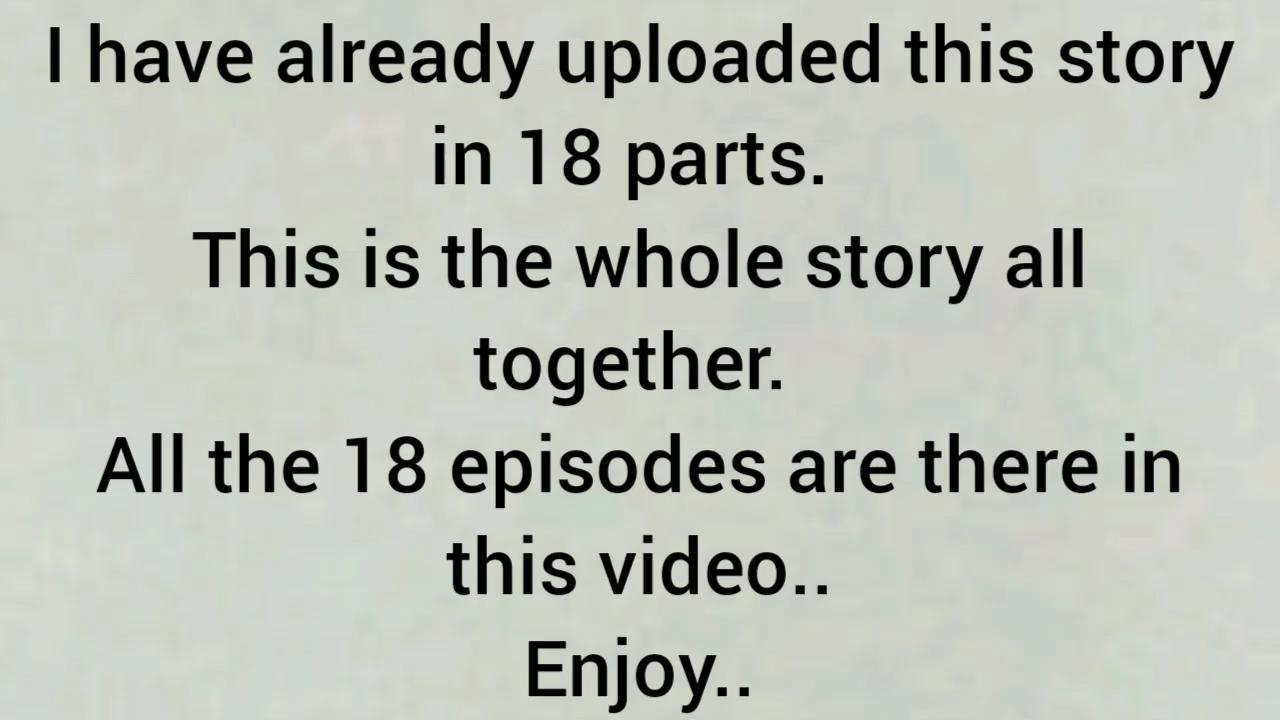 I have already uploaded this story
in 18 parts.
This is the whole story all
together.
All the 18 episodes are there in
this video..
Enjoy..